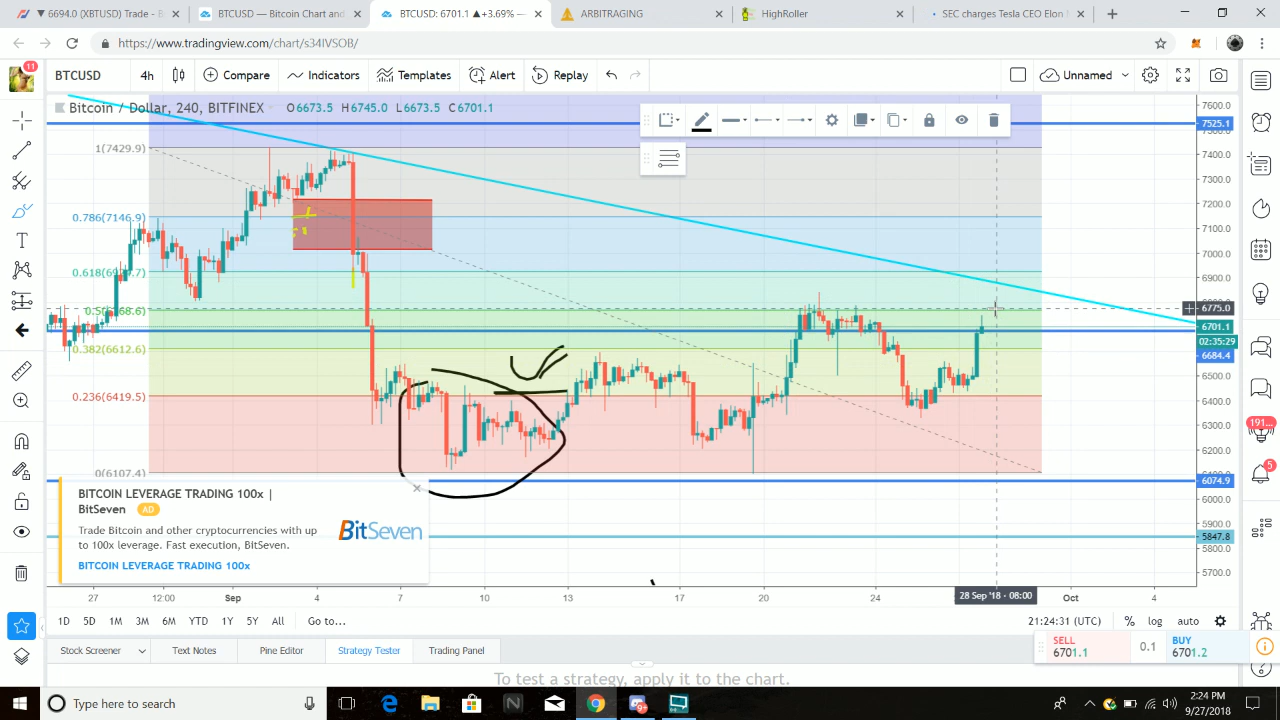 v (6694.0 (XBTUSD) Trade -
BTCUSD — Bitcoin Chart and
BTCUSD: 6701.1 ▲+3.69% —
ARBITRAGING
HighRoller
SEC charges Tesla CEO Elon
https://www.tradingview.com/chart/s34IVSOB/
11
BTCUSD
4h
Compare
Indicators
Templates
Alert
Replay
Unnamed
Bitcoin / Dollar, 240, BITFINEX
O6673.5 H6745.0 L6673.5 C6701.1
7600.0
7525.1
1(7429.9)
7400.0
7300.0
7200.0
0.786(7146.9)
7100.0
7000.0
6900.0
6775.0
6701.1
02:35:29
6684.4
0.382(6612.6)
6500.0
0.236(6419.5)
6400.0
6300.0
6200.0
0(6107.4)
6074.9
6000.0
5900.0
5847.8
5800.0
5700.0
191...
5
BITCOIN LEVERAGE TRADING 100x |
BitSeven AD
Trade Bitcoin and other cryptocurrencies with up
to 100x leverage. Fast execution, BitSeven.
BITCOIN LEVERAGE TRADING 100x
BitSeven
27
12:00
Sep
4
7
10
13
17
20
24
28 Sep '18 - 08:00
Oct
4
1D 5D 1M 3M 6M YTD 1Y 5Y All Go to...
21:24:31 (UTC) % log auto
Stock Screener
Text Notes
Pine Editor
Strategy Tester
Trading Panel
SELL
6701.1
0.1
BUY
6701.2
To test a strategy, apply it to the chart.
Type here to search
2:24 PM
9/27/2018